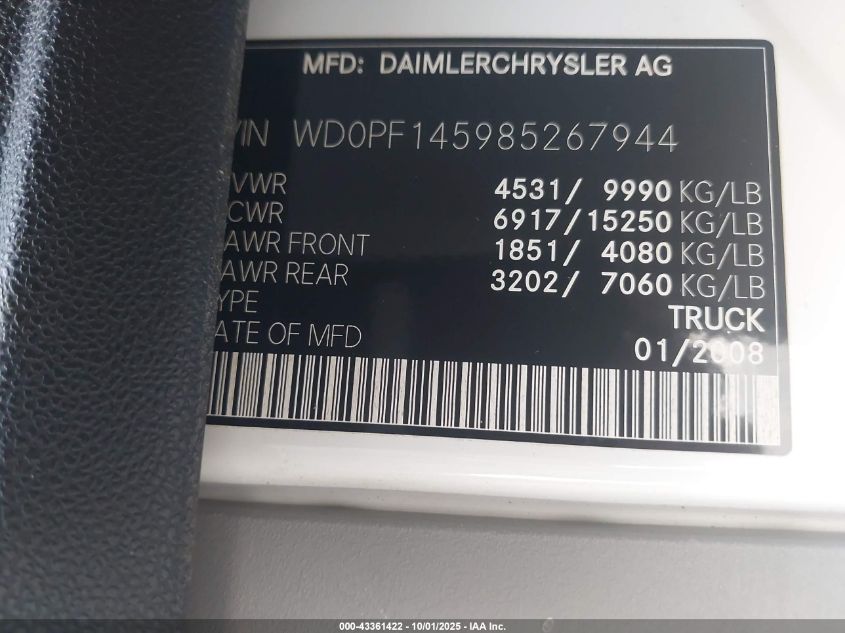 MFD: DAIMLERCHRYSLER AG
VIN WD0PF145985267944
VWR 4531/ 9990 KG/LB
CWR 6917/15250 KG/LB
AWR FRONT 1851/ 4080 KG/LB
AWR REAR 3202/ 7060 KG/LB
YPE TRUCK
ATE OF MFD 01/2008
000-43361422 - 10/01/2025 - IAA Inc.